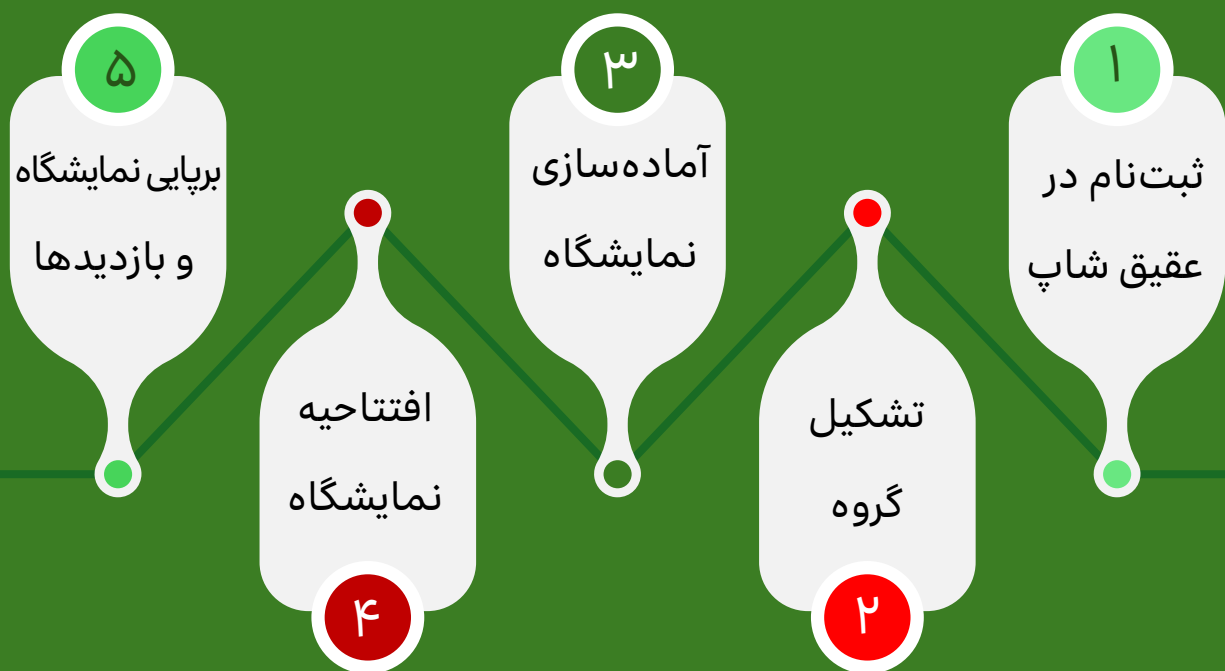 ۱
ثبت‌نام در
عقیق شاپ
۲
تشکیل
گروه
۳
آماده‌سازی
نمایشگاه
۴
افتتاحیه
نمایشگاه
۵
برپایی نمایشگاه
و بازدیدها